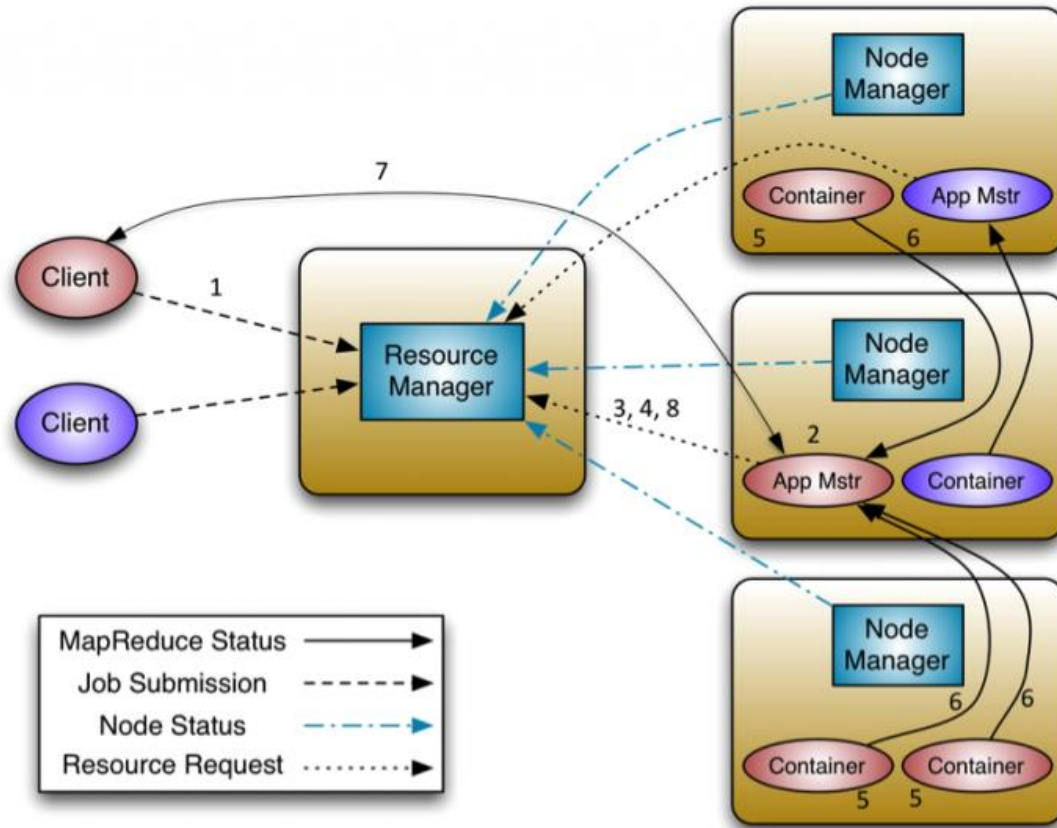 Node
Manager
7
Container
App Mstr
5
6
Client
1
Resource
Manager
Node
Manager
Client
3, 4, 8
2
App Mstr
Container
MapReduce Status
Job Submission
Node Status
Resource Request
Node
Manager
6
6
Container
Container
5
5